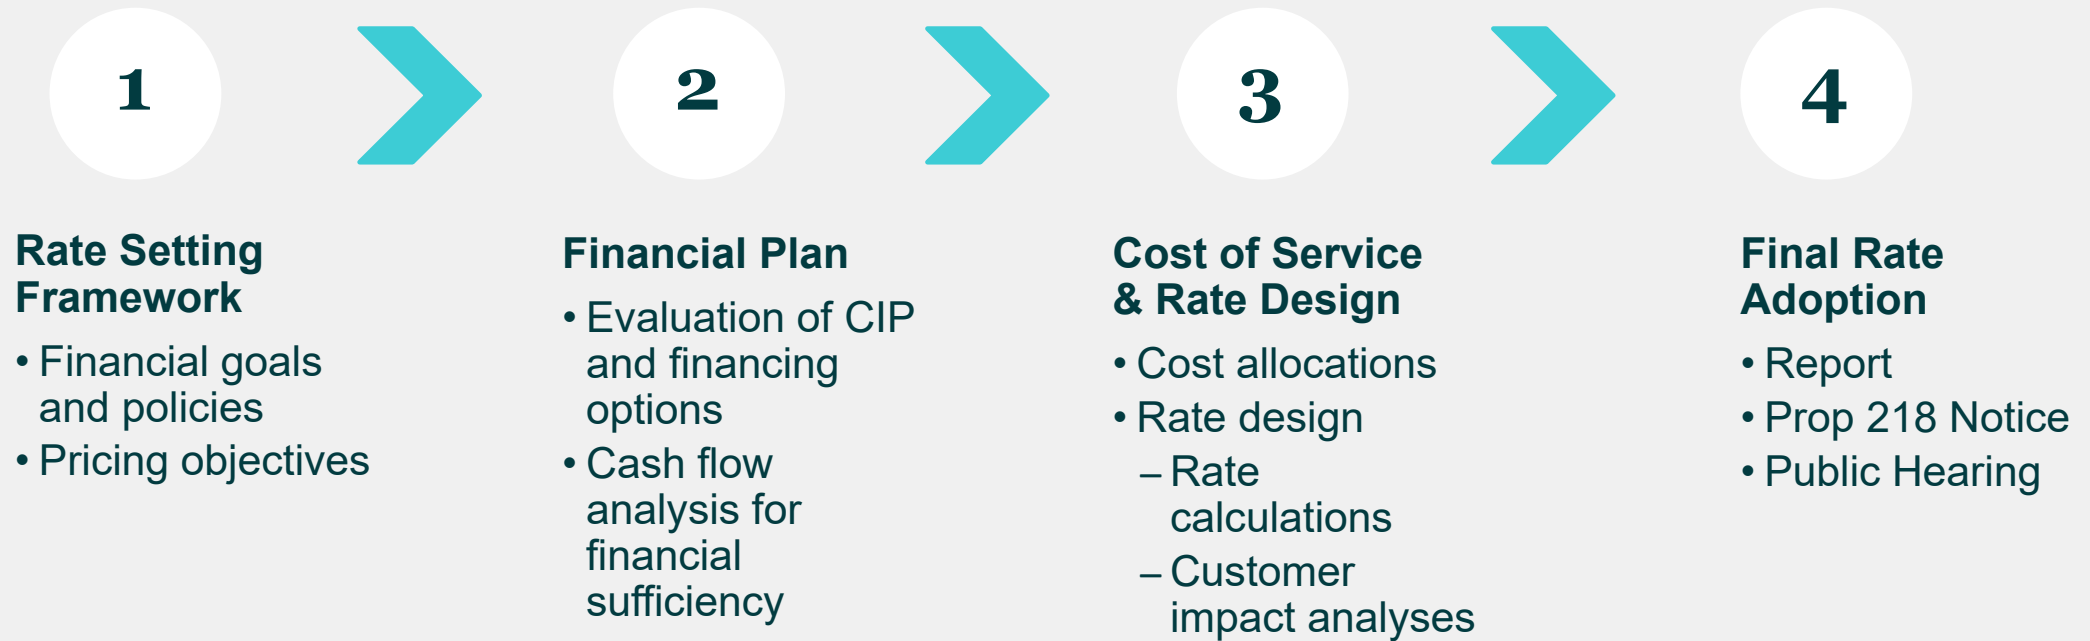 1
Rate Setting
Framework
• Financial goals
and policies
• Pricing objectives
2
Financial Plan
• Evaluation of CIP
and financing
options
• Cash flow
analysis for
financial
sufficiency
3
Cost of Service
& Rate Design
• Cost allocations
• Rate design
– Rate
calculations
– Customer
impact analyses
4
Final Rate
Adoption
• Report
• Prop 218 Notice
• Public Hearing